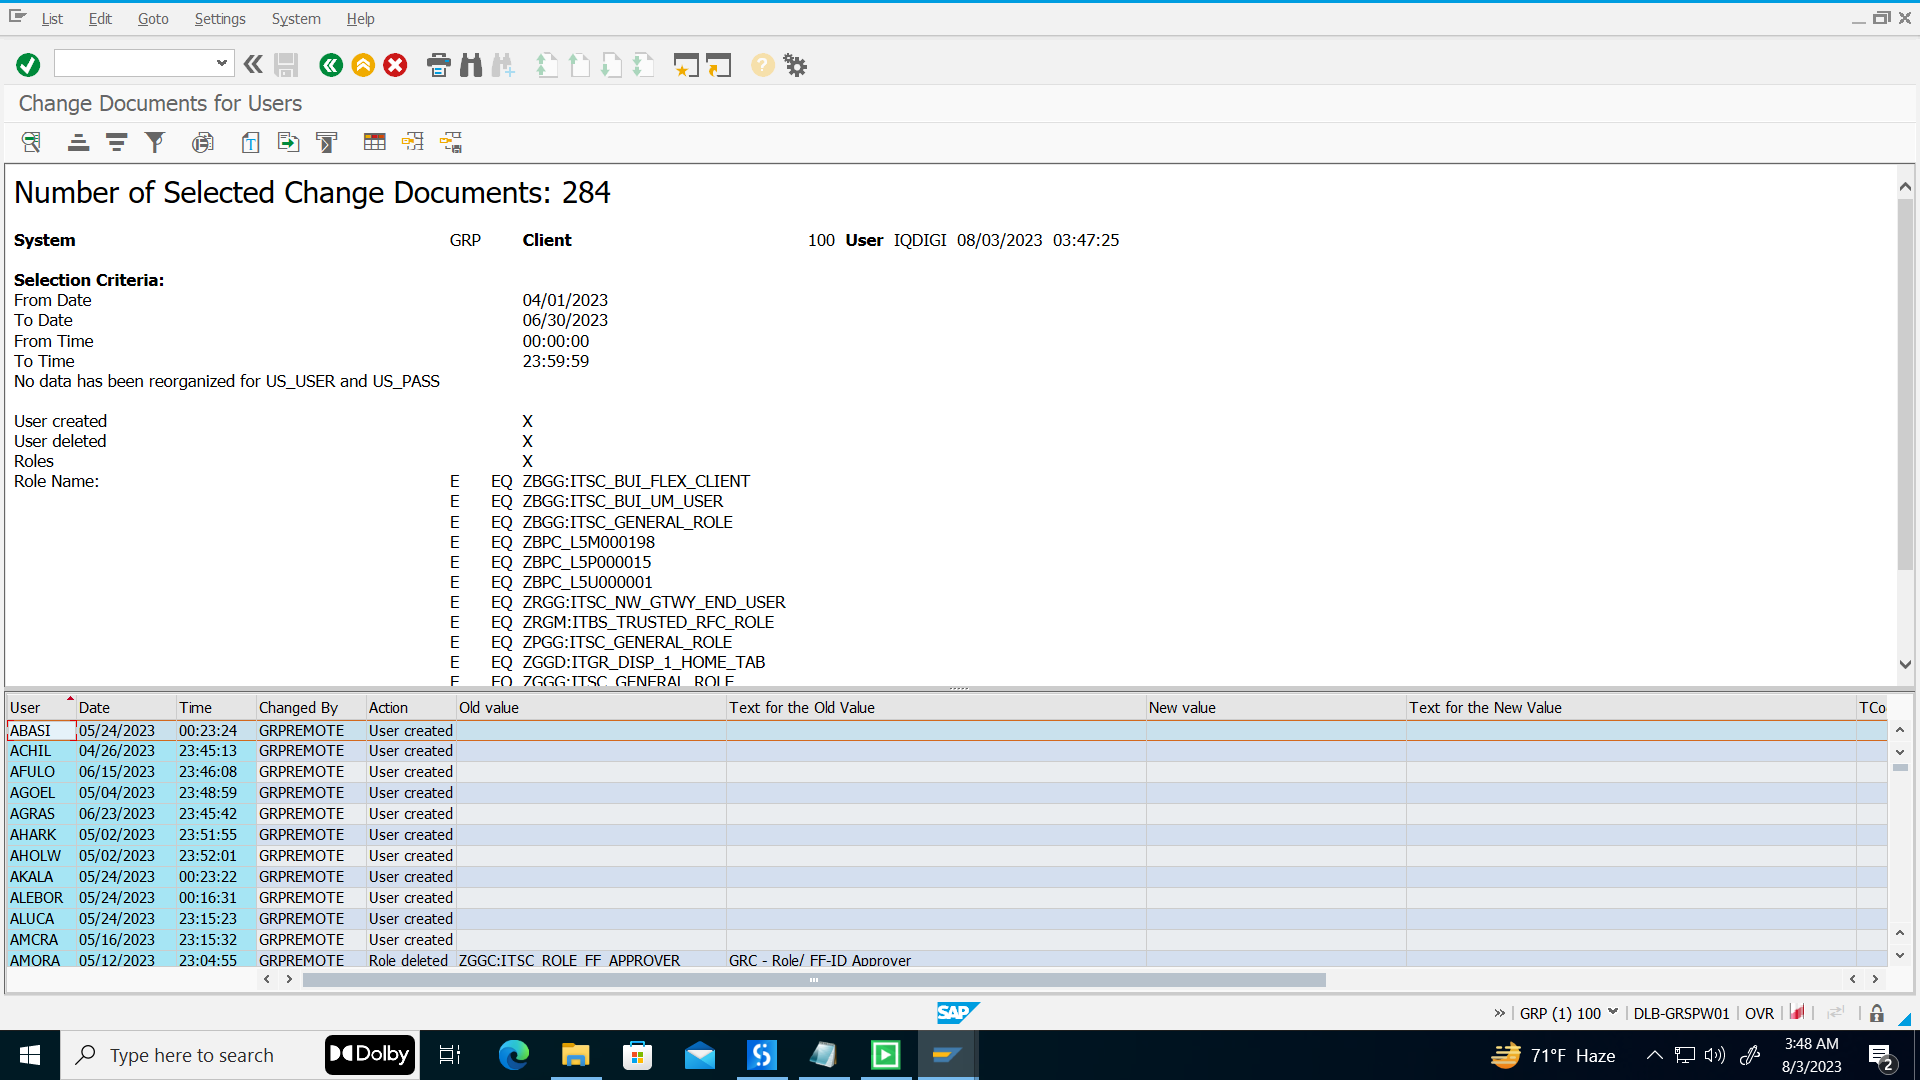 List Edit Goto Settings System Help
Change Documents for Users
Number of Selected Change Documents: 284
System GRP Client 100 User IQDIGI 08/03/2023 03:47:25
Selection Criteria:
From Date 04/01/2023
To Date 06/30/2023
From Time 00:00:00
To Time 23:59:59
No data has been reorganized for US_USER and US_PASS
User created X
User deleted X
Roles X
Role Name: E EQ ZBGG:ITSC_BUI_FLEX_CLIENT
E EQ ZBGG:ITSC_BUI_UM_USER
E EQ ZBGG:ITSC_GENERAL_ROLE
E EQ ZBPC_L5M000198
E EQ ZBPC_L5P000015
E EQ ZBPC_L5U000001
E EQ ZRGG:ITSC_NW_GTWY_END_USER
E EQ ZRGM:ITBS_TRUSTED_RFC_ROLE
E EQ ZPGG:ITSC_GENERAL_ROLE
E EQ ZGGD:ITGR_DISP_1_HOME_TAB
E EQ ZGGG:ITSC_GENERAL_ROLE
User Date Time Changed By Action Old value Text for the Old Value New value Text for the New Value TCo
ABASI 05/24/2023 00:23:24 GRPREMOTE User created
ACHIL 04/26/2023 23:45:13 GRPREMOTE User created
AFULO 06/15/2023 23:46:08 GRPREMOTE User created
AGOEL 05/04/2023 23:48:59 GRPREMOTE User created
AGRAS 06/23/2023 23:45:42 GRPREMOTE User created
AHARK 05/02/2023 23:51:55 GRPREMOTE User created
AHOLW 05/02/2023 23:52:01 GRPREMOTE User created
AKALA 05/24/2023 00:23:22 GRPREMOTE User created
ALEBOR 05/24/2023 00:16:31 GRPREMOTE User created
ALUCA 05/24/2023 23:15:23 GRPREMOTE User created
AMCRA 05/16/2023 23:15:32 GRPREMOTE User created
AMORA 05/12/2023 23:04:55 GRPREMOTE Role deleted ZGGC:ITSC_ROLE_FF_APPROVER GRC - Role/ FF-ID Approver
SAP
GRP (1) 100 DLB-GRSPW01 OVR
Type here to search
Dolby
71°F Haze
3:48 AM
8/3/2023
2